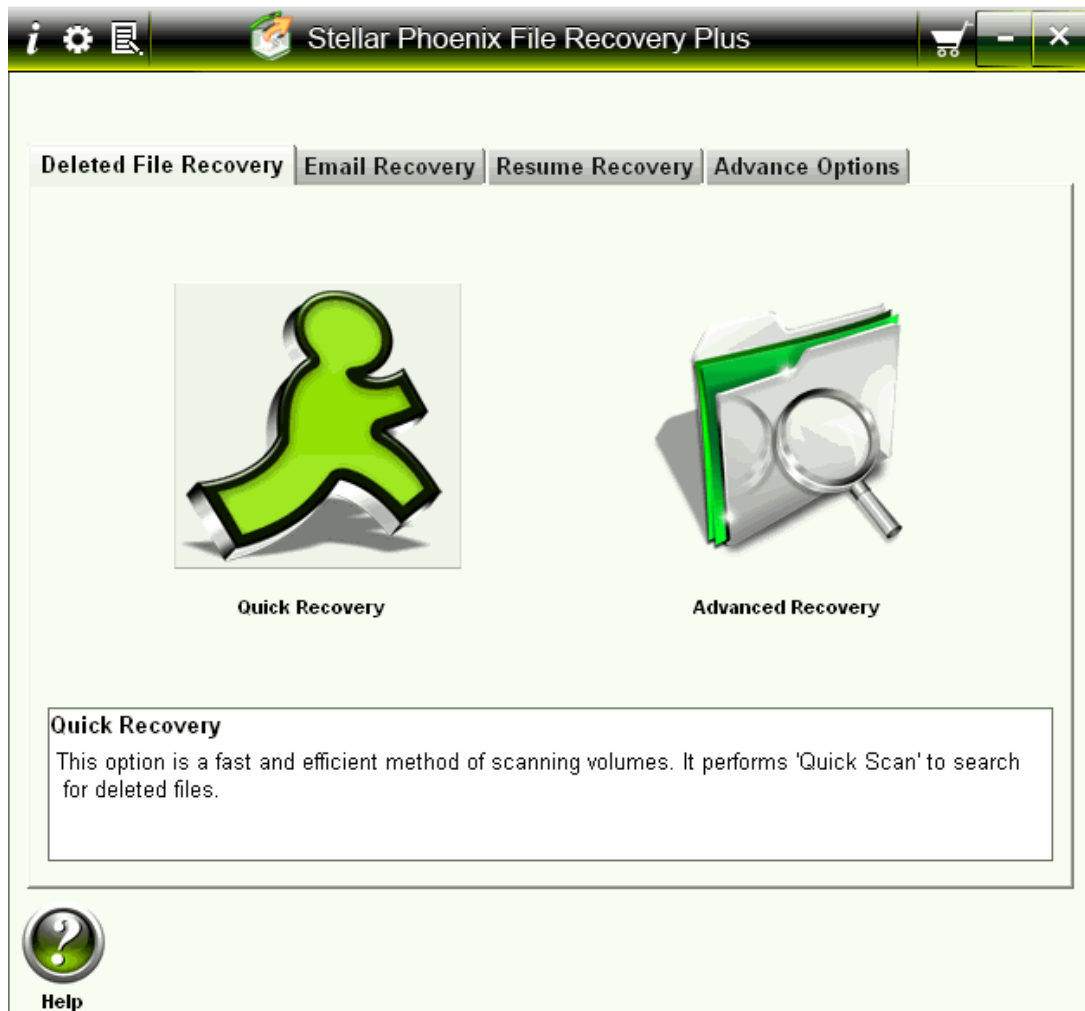 Stellar Phoenix File Recovery Plus
Deleted File Recovery
Email Recovery
Resume Recovery
Advance Options
Quick Recovery
Advanced Recovery
Quick Recovery
This option is a fast and efficient method of scanning volumes. It performs 'Quick Scan' to search
for deleted files.
Help